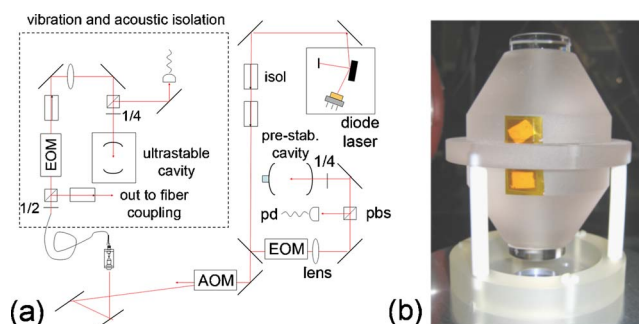 vibration and acoustic isolation
1/4
EOM
ultrastable
cavity
out to fiber
coupling
1/2
isol
diode
laser
pre-stab.
cavity
1/4
pd
pbs
EOM
lens
AOM
(a)
(b)